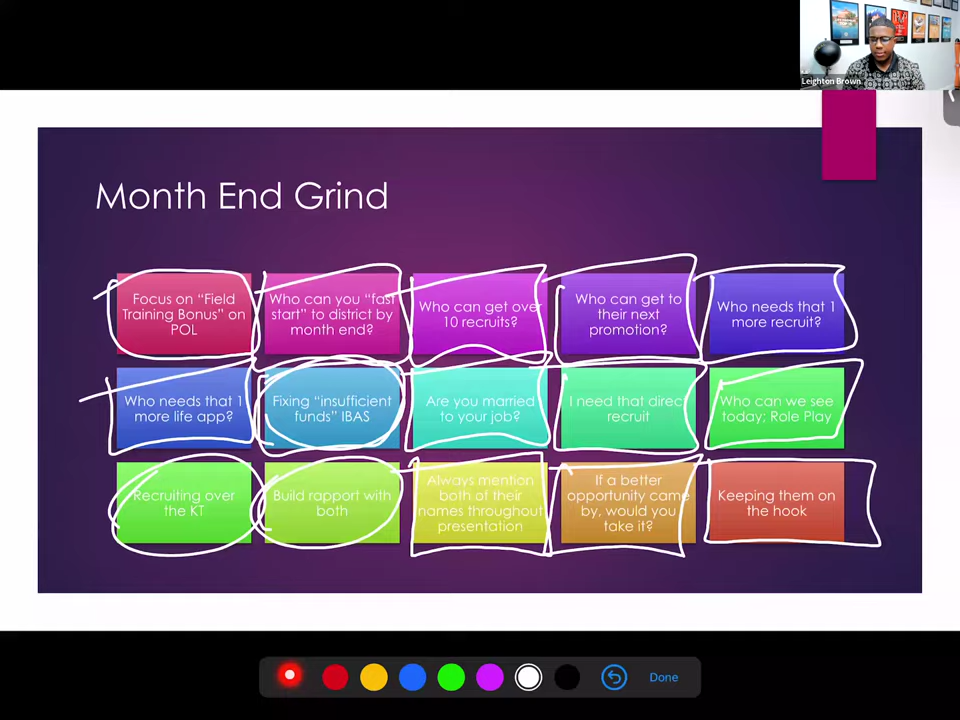 Leighton Brown
Month End Grind
Focus on “Field
Training Bonus” on
POL
Who can you “fast
start” to district by
month end?
Who can get over
10 recruits?
Who can get to
their next
promotion?
Who needs that 1
more recruit?
Who needs that 1
more life app?
Fixing “insufficient
funds” IBAS
Are you married
to your job?
I need that direct
recruit
Who can we see
today; Role Play
Recruiting over
the KT
Build rapport with
both
Always mention
both of their
names throughout
presentation
If a better
opportunity came
by, would you
take it?
Keeping them on
the hook
Done